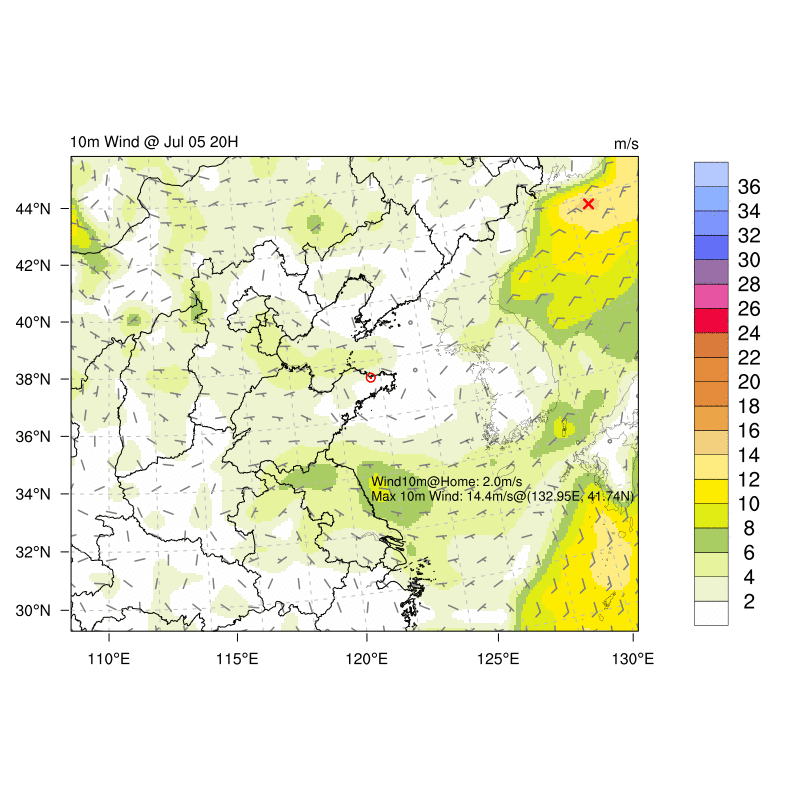 10m Wind @ Jul 05 20H
m/s
44°N
42°N
40°N
38°N
36°N
34°N
32°N
30°N
110°E
115°E
120°E
125°E
130°E
Wind10m@Home: 2.0m/s
Max 10m Wind: 14.4m/s@(132.95E, 41.74N)
36
34
32
30
28
26
24
22
20
18
16
14
12
10
8
6
4
2